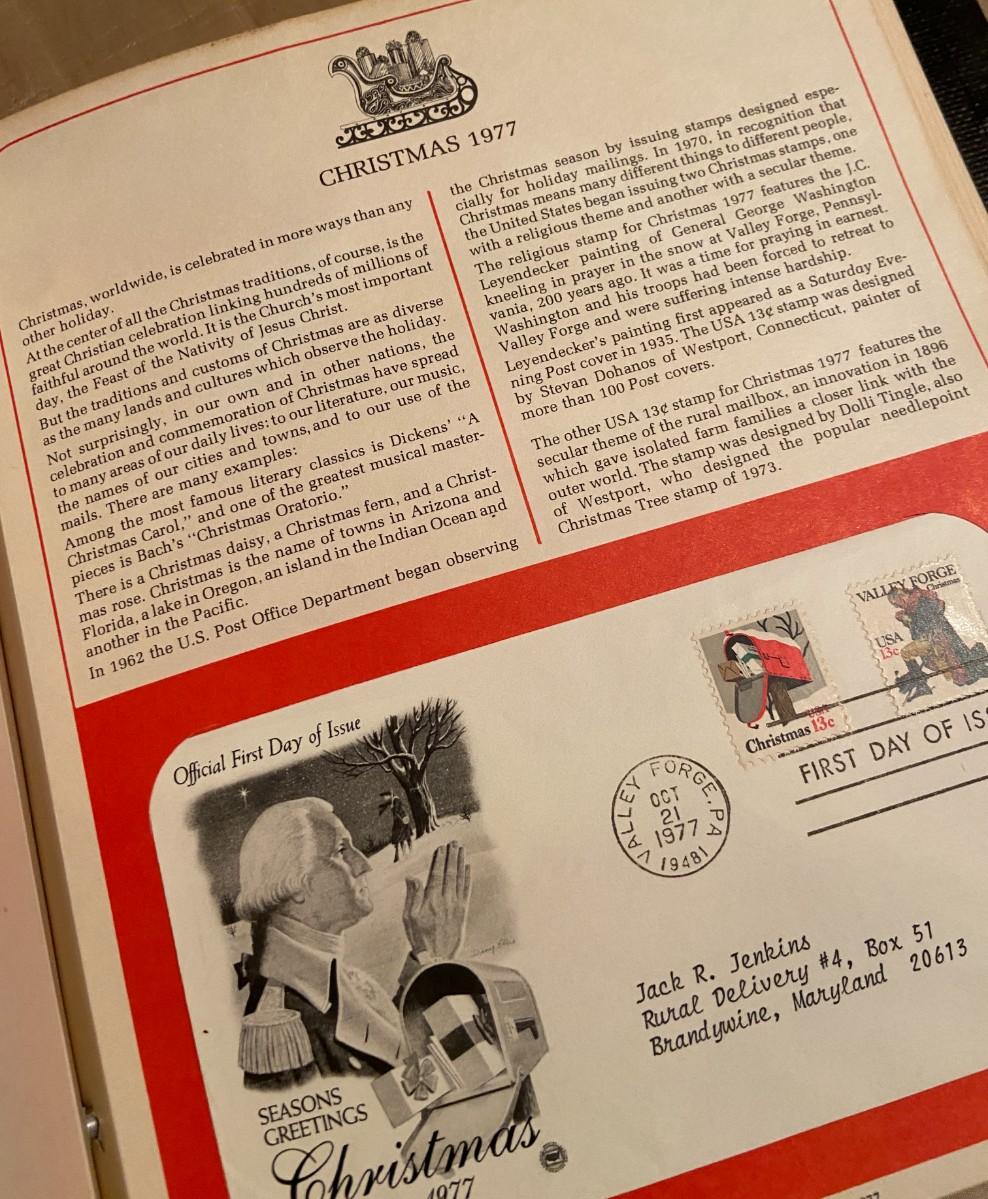 CHRISTMAS 1977
Christmas, worldwide, is celebrated in more ways than any
other holiday.
At the center of all the Christmas traditions, of course, is the
great Christian celebration linking hundreds of millions of
faithful around the world. It is the Church's most important
day, the Feast of the Nativity of Jesus Christ.
But the traditions and customs of Christmas are as diverse
as the many lands and cultures which observe the holiday.
Not surprisingly, in our own and in other nations, the
celebration and commemoration of Christmas have spread
to many areas of our daily lives: to our literature, our music,
the names of our cities and towns, and to our use of the
mails. There are many examples:
Among the most famous literary classics is Dickens' "A
Christmas Carol," and one of the greatest musical master-
pieces is Bach's "Christmas Oratorio."
There is a Christmas daisy, a Christmas fern, and a Christ-
mas rose. Christmas is the name of towns in Arizona and
Florida, a lake in Oregon, an island in the Indian Ocean and
another in the Pacific.
In 1962 the U.S. Post Office Department began observing
the Christmas season by issuing stamps designed espe-
cially for holiday mailings. In 1970, in recognition that
Christmas means many different things to different people,
the United States began issuing two Christmas stamps, one
with a religious theme and another with a secular theme.
The religious stamp for Christmas 1977 features the J.C.
Leyendecker painting of General George Washington
kneeling in prayer in the snow at Valley Forge, Pennsyl-
vania, 200 years ago. It was a time for praying in earnest.
Washington and his troops had been forced to retreat to
Valley Forge and were suffering intense hardship.
Leyendecker's painting first appeared as a Saturday Eve-
ning Post cover in 1935. The USA 13¢ stamp was designed
by Stevan Dohanos of Westport, Connecticut, painter of
more than 100 Post covers.
The other USA 13¢ stamp for Christmas 1977 features the
secular theme of the rural mailbox, an innovation in 1896
which gave isolated farm families a closer link with the
outer world. The stamp was designed by Dolli Tingle, also
of Westport, who designed the popular needlepoint
Christmas Tree stamp of 1973.
Official First Day of Issue
USA
Christmas 13c
VALLEY FORGE
Christmas
USA
13c
FIRST DAY OF ISS
VALLEY FORGE, PA
OCT
21
1977
19481
Jack R. Jenkins
Rural Delivery #4, Box 51
Brandywine, Maryland 20613
SEASONS
GREETINGS
Christmas
1977